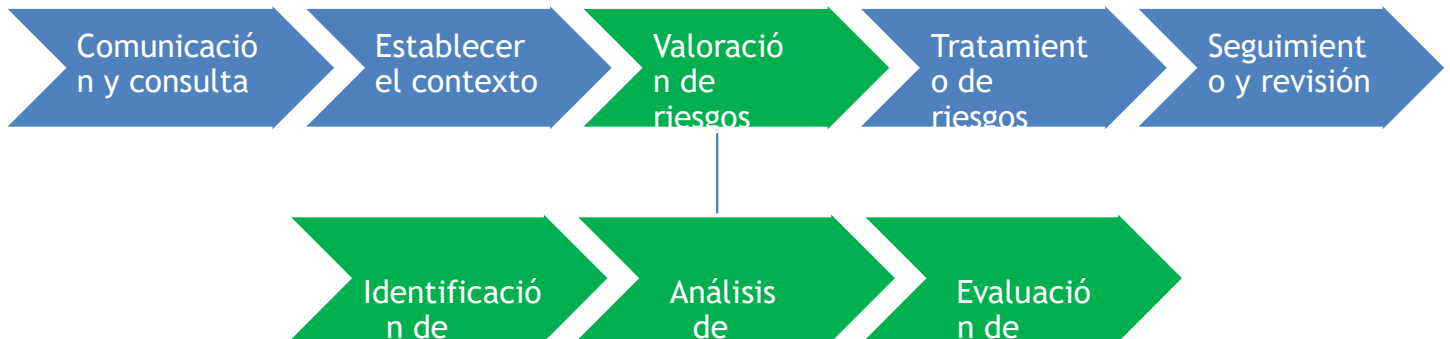 Comunicació
n y consulta
Establecer
el contexto
Valoració
n de
riesgos
Tratamient
o de
riesgos
Seguimient
o y revisión
Identificació
n de
Análisis
de
Evaluació
n de